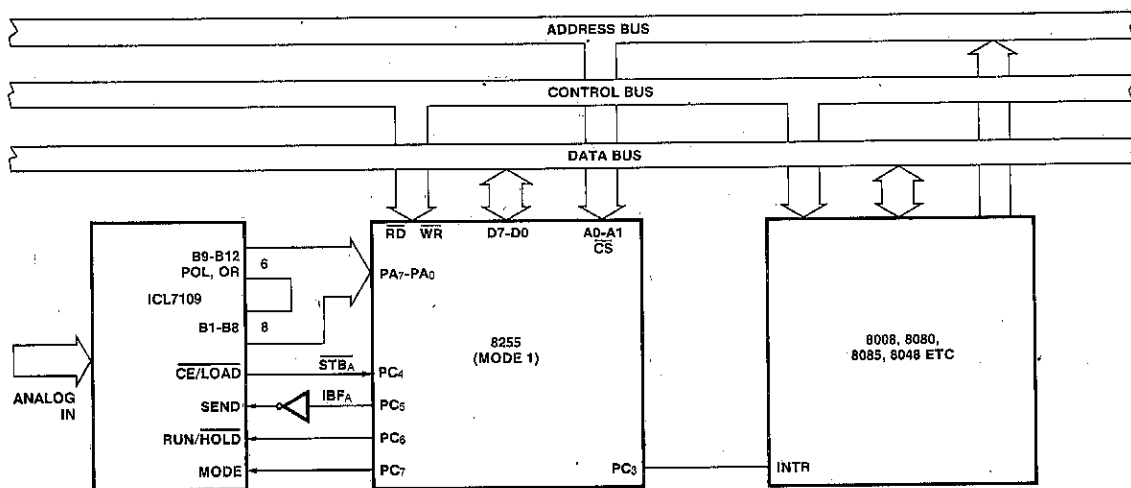 ADDRESS BUS
CONTROL BUS
DATA BUS
B9-B12
POL, OR
6
ICL7109
B1-B8
8
CE/LOAD
SEND
RUN/HOLD
MODE
ANALOG
IN
STBA
IBFA
RD WR D7-D0 A0-A1
CS
PA7-PA0
8255
(MODE 1)
PC4
PC5
PC6
PC7
PC3
8008, 8080,
8085, 8048 ETC
INTR